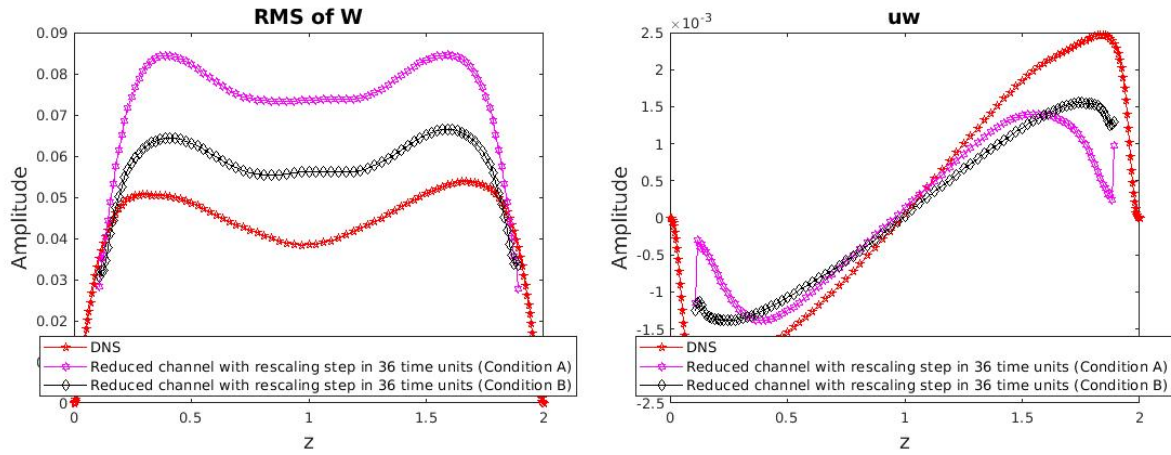 RMS of W
0.09
0.08
0.07
0.06
0.05
0.04
0.03
0.02
0
Amplitude
DNS
Reduced channel with rescaling step in 36 time units (Condition A)
Reduced channel with rescaling step in 36 time units (Condition B)
0 0.5 1 1.5 2
z
uw
×10-3
2.5
2
1.5
1
0.5
0
-0.5
-1
-1.5
-2.5
Amplitude
DNS
Reduced channel with rescaling step in 36 time units (Condition A)
Reduced channel with rescaling step in 36 time units (Condition B)
0 0.5 1 1.5 2
z